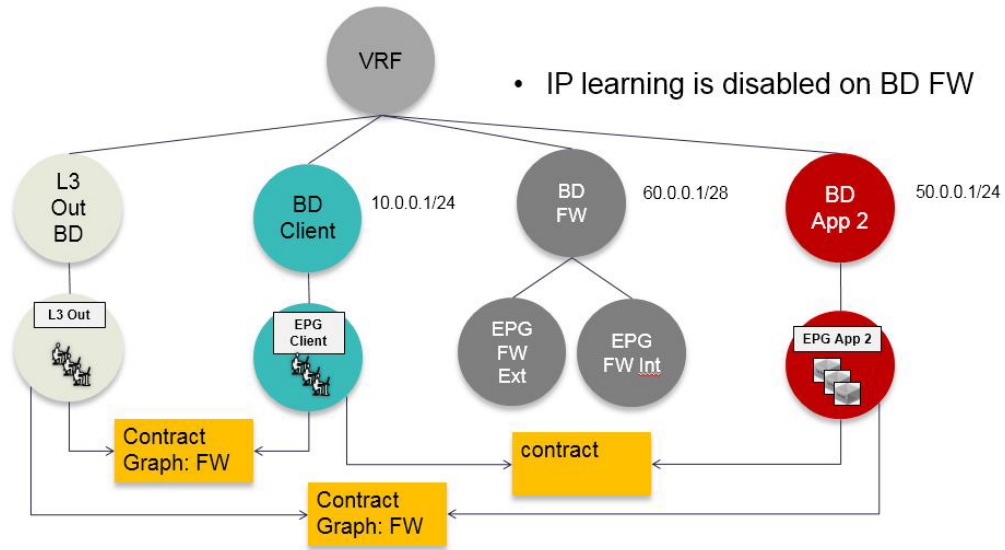 VRF
• IP learning is disabled on BD FW
L3
Out
BD
BD
Client
10.0.0.1/24
BD
FW
60.0.0.1/28
BD
App 2
50.0.0.1/24
L3 Out
EPG
Client
EPG
FW
Ext
EPG
FW Int
EPG App 2
Contract
Graph: FW
contract
Contract
Graph: FW